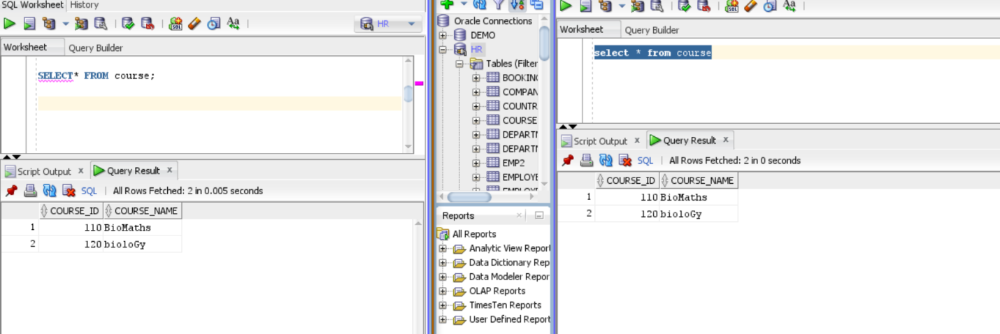 SQL Worksheet History
HR
Worksheet Query Builder
SELECT* FROM course;
Script Output x Query Result x
SQL | All Rows Fetched: 2 in 0.005 seconds
COURSE_ID COURSE_NAME
1 110 BioMaths
2 120 bioloGy
Oracle Connections
DEMO
HR
Tables (Filter
BOOKING
COMPAN
COUNTR
COURSE
DEPARTM
DEPARTM
EMP2
EMPLOYE
EMPLOYE
Reports
All Reports
Analytic View Report
Data Dictionary Rep
Data Modeler Repor
OLAP Reports
TimesTen Reports
User Defined Report
Worksheet Query Builder
select * from course
Script Output x Query Result x
SQL | All Rows Fetched: 2 in 0 seconds
COURSE_ID COURSE_NAME
1 110 BioMaths
2 120 bioloGy